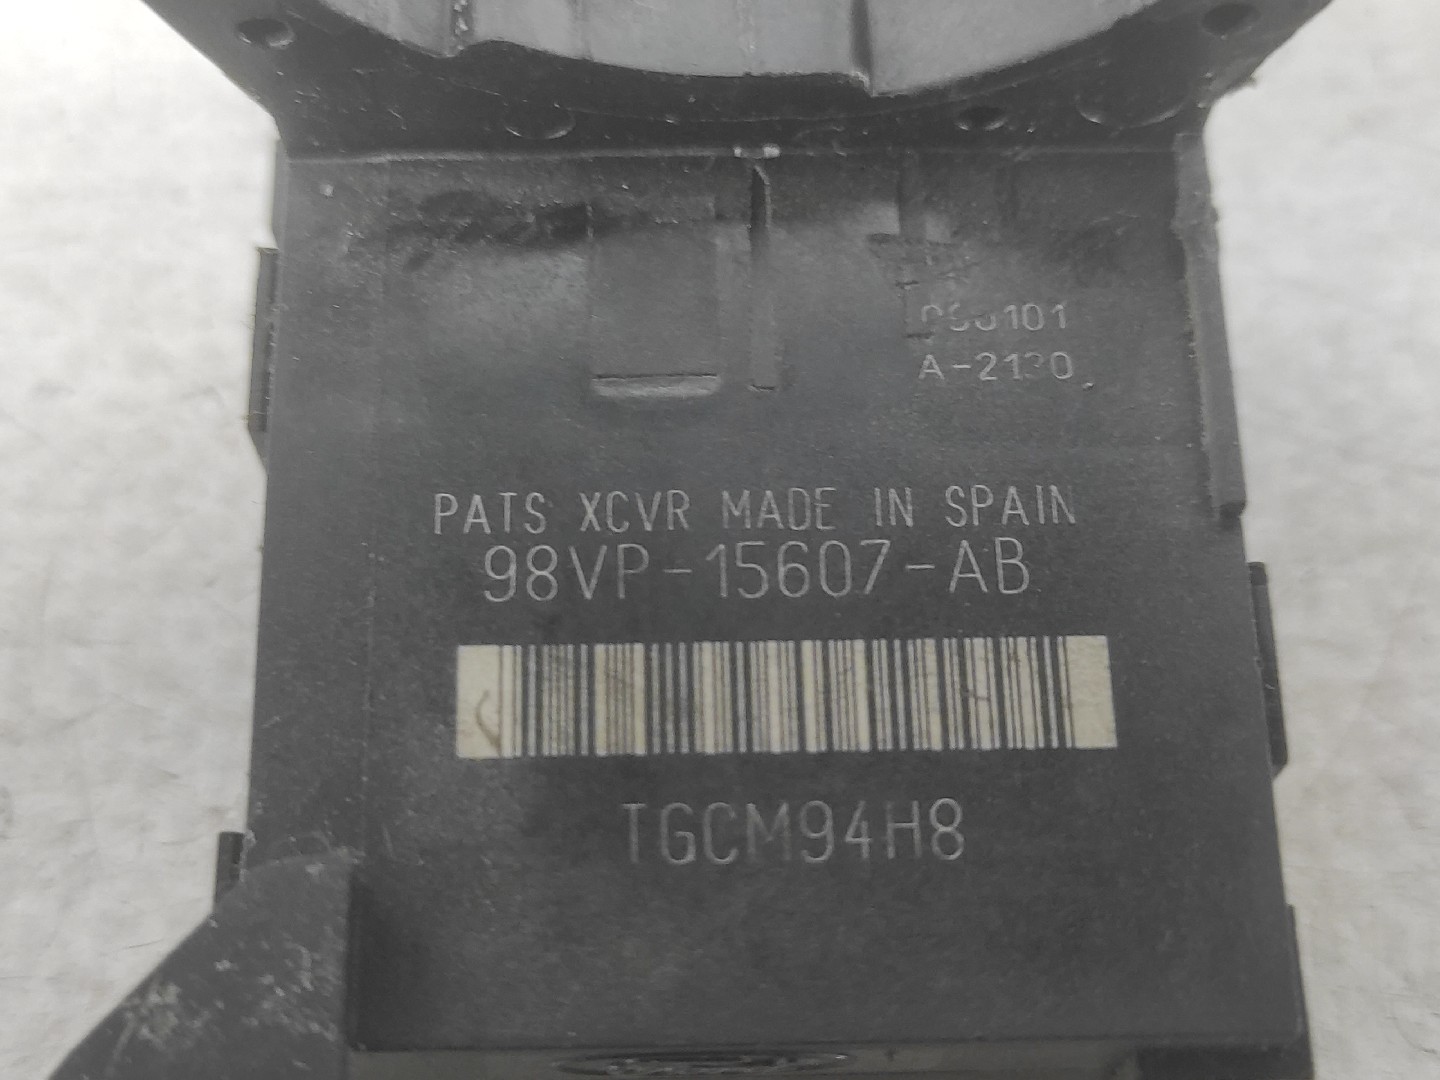 PATS XCVR MADE IN SPAIN
98VP-15607-AB
TGCM94H8